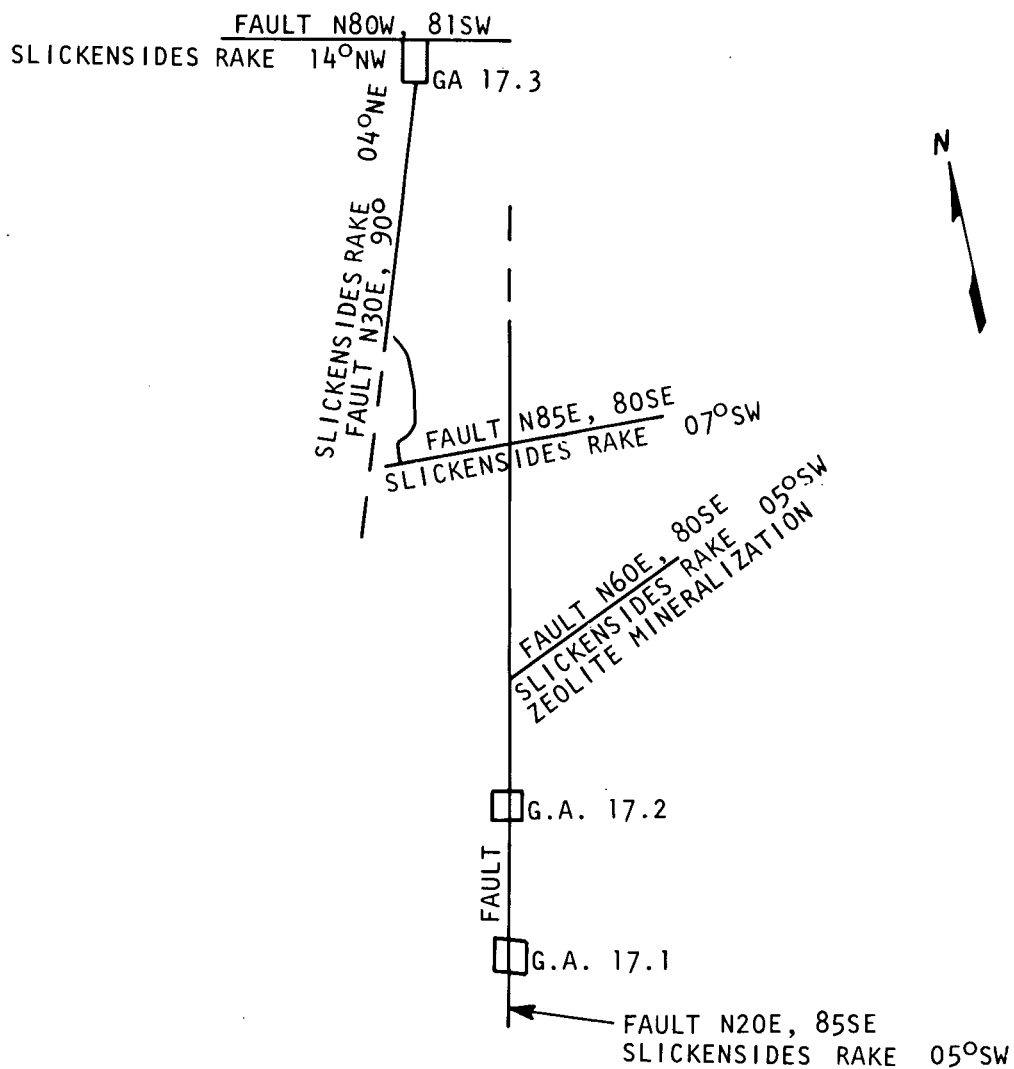 FAULT N80W, 81SW
SLICKENSIDES RAKE 14°NW
GA 17.3
SLICKENSIDES RAKE 04°NE
FAULT N30E, 90°
N
FAULT N85E, 80SE
SLICKENSIDES RAKE 07°SW
FAULT N60E, 80SE
SLICKENSIDES RAKE 05°SW
ZEOLITE MINERALIZATION
G.A. 17.2
FAULT
G.A. 17.1
FAULT N20E, 85SE
SLICKENSIDES RAKE 05°SW